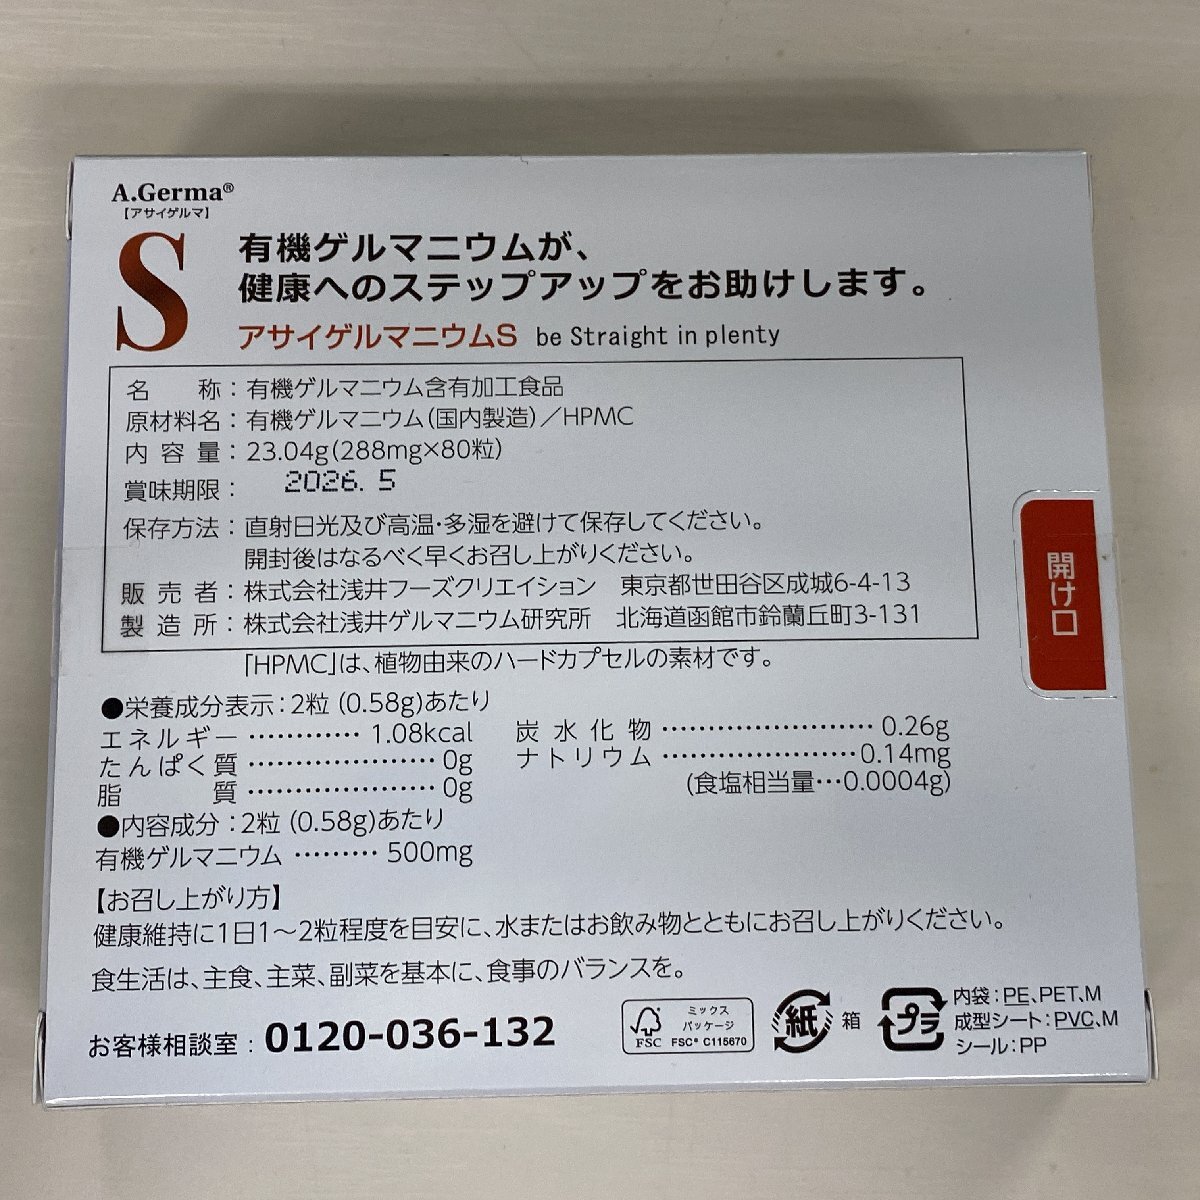 A.Germa®
【アサイゲルマ】
S
有機ゲルマニウムが、
健康へのステップアップをお助けします。
アサイゲルマニウムS be Straight in plenty
名称：有機ゲルマニウム含有加工食品
原材料名：有機ゲルマニウム（国内製造）／HPMC
内容量：23.04g(288mg×80粒)
賞味期限： 2026. 5
保存方法：直射日光及び高温・多湿を避けて保存してください。
開封後はなるべく早くお召し上がりください。
販売者：株式会社浅井フーズクリエイション 東京都世田谷区成城6-4-13
製造所：株式会社浅井ゲルマニウム研究所 北海道函館市鈴蘭丘町3-131
「HPMC」は、植物由来のハードカプセルの素材です。
開け口
●栄養成分表示：2粒 (0.58g)あたり
エネルギー ………… 1.08kcal
たんぱく質 ………………… 0g
脂質 ………………… 0g
炭水化物 ………………… 0.26g
ナトリウム ………………… 0.14mg
(食塩相当量…0.0004g)
●内容成分：2粒 (0.58g)あたり
有機ゲルマニウム ……… 500mg
【お召し上がり方】
健康維持に1日1～2粒程度を目安に、水またはお飲み物とともにお召し上がりください。
食生活は、主食、主菜、副菜を基本に、食事のバランスを。
お客様相談室：0120-036-132
FSC
ミックス
パッケージ
FSC® C115670
紙 箱
プラ
内袋：PE、PET、M
成型シート：PVC、M
シール：PP